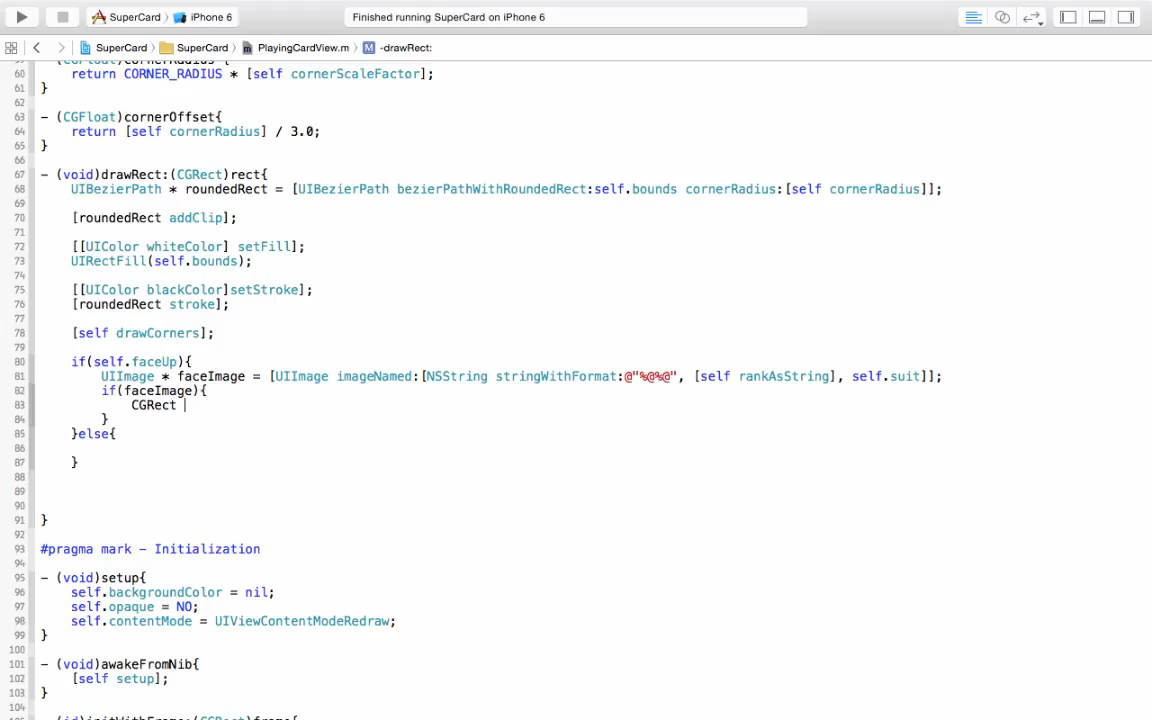 SuperCard iPhone 6 Finished running SuperCard on iPhone 6
SuperCard SuperCard PlayingCardView.m M -drawRect:
60 return CORNER_RADIUS * [self cornerScaleFactor];
61 }
62
63 - (CGFloat)cornerOffset{
64 return [self cornerRadius] / 3.0;
65 }
66
67 - (void)drawRect:(CGRect)rect{
68 UIBezierPath * roundedRect = [UIBezierPath bezierPathWithRoundedRect:self.bounds cornerRadius:[self cornerRadius]];
69
70 [roundedRect addClip];
71
72 [[UIColor whiteColor] setFill];
73 UIRectFill(self.bounds);
74
75 [[UIColor blackColor]setStroke];
76 [roundedRect stroke];
77
78 [self drawCorners];
79
80 if(self.faceUp){
81 UIImage * faceImage = [UIImage imageNamed:[NSString stringWithFormat:@"%@%@", [self rankAsString], self.suit]];
82 if(faceImage){
83 CGRect
84 }
85 }else{
86
87 }
88
89
90
91 }
92
93 #pragma mark - Initialization
94
95 - (void)setup{
96 self.backgroundColor = nil;
97 self.opaque = NO;
98 self.contentMode = UIViewContentModeRedraw;
99 }
100
101 - (void)awakeFromNib{
102 [self setup];
103 }
104